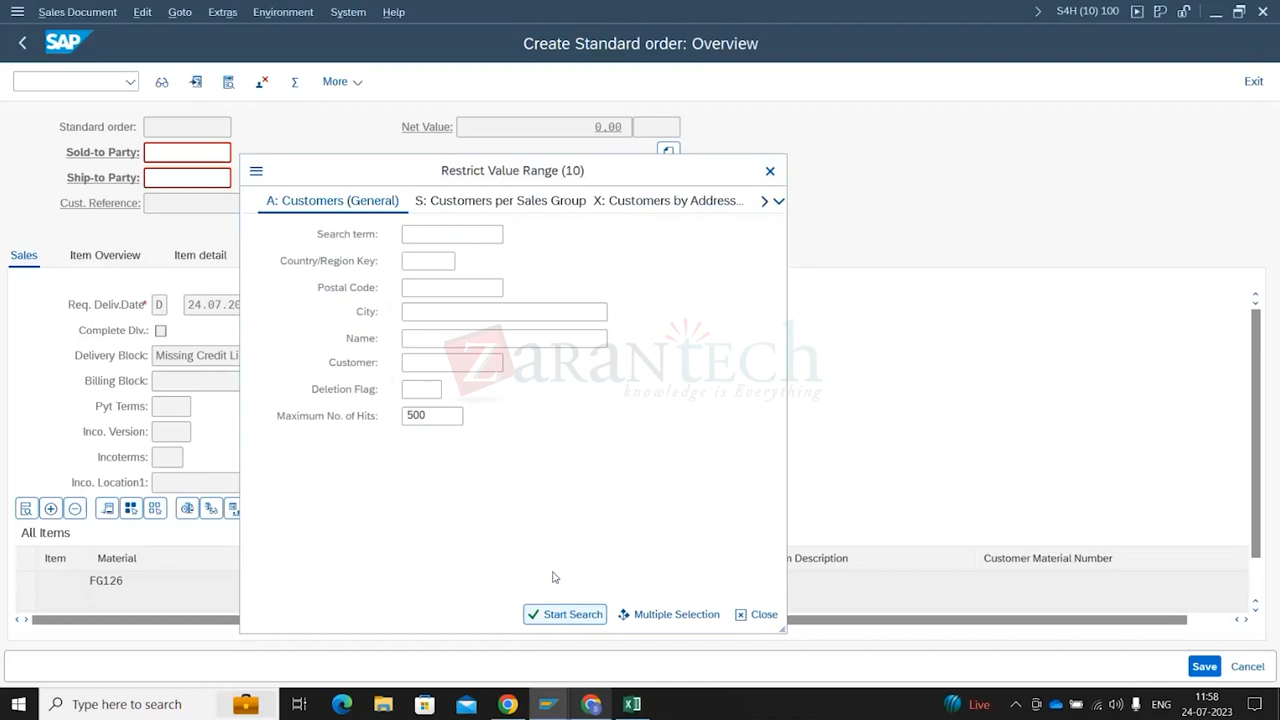 Sales Document Edit Goto Extras Environment System Help S4H (10) 100
SAP Create Standard order: Overview
More Exit
Standard order: Net Value: 0.00
Sold-to Party:
Ship-to Party:
Cust. Reference:
Restrict Value Range (10)
A: Customers (General) S: Customers per Sales Group X: Customers by Address...
Search term:
Country/Region Key:
Postal Code:
City:
Name:
Customer:
Deletion Flag:
Maximum No. of Hits: 500
Start Search Multiple Selection Close
Sales Item Overview Item detail
Req. Deliv.Date* D 24.07.20
Complete Dlv.:
Delivery Block: Missing Credit Li
Billing Block:
Pyt Terms:
Inco. Version:
Incoterms:
Inco. Location1:
All Items
Item Material Description Customer Material Number
FG126
zarantech
knowledge is Everything
Save Cancel
Type here to search Live ENG 11:58
24-07-2023